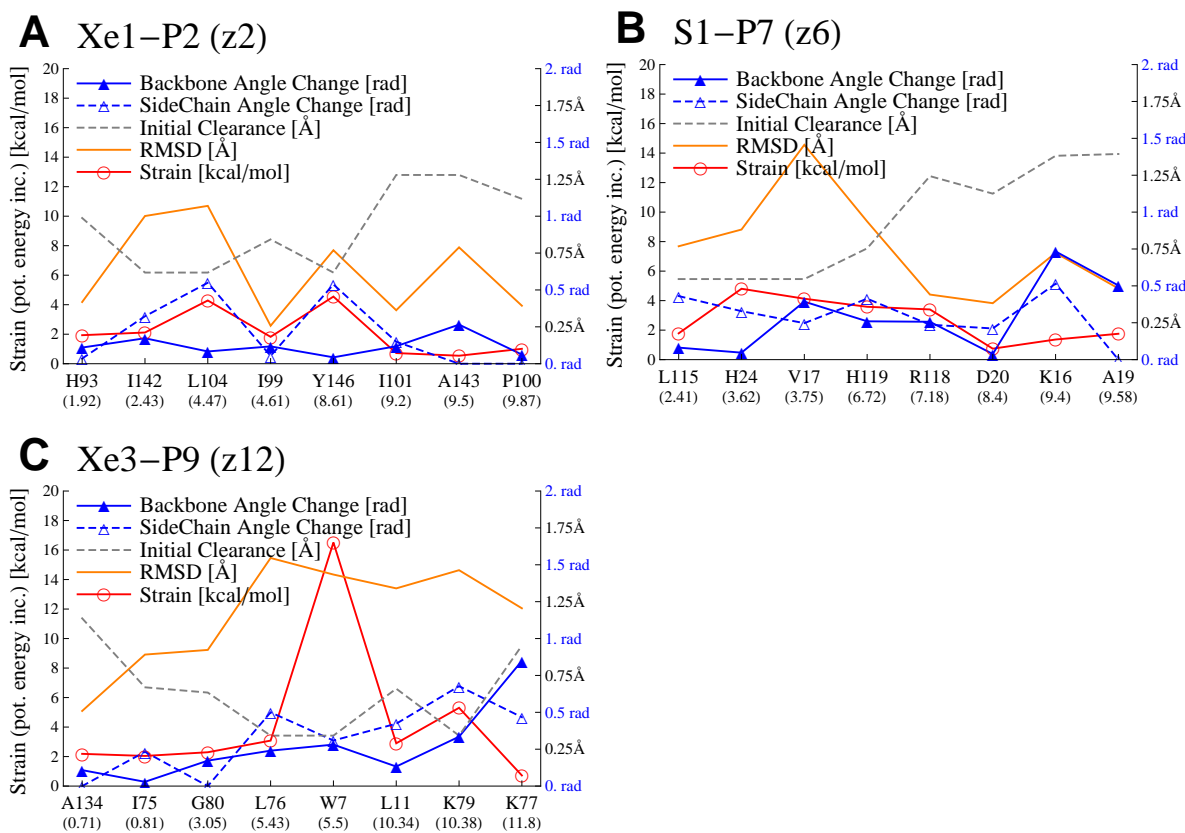 A Xe1−P2 (z2)
Strain (pot. energy inc.) [kcal/mol]
20
18
16
14
12
10
8
6
4
2
0
Backbone Angle Change [rad]
SideChain Angle Change [rad]
Initial Clearance [Å]
RMSD [Å]
Strain [kcal/mol]
2. rad
1.75Å
1.5 rad
1.25Å
1. rad
0.75Å
0.5 rad
0.25Å
0. rad
H93 I142 L104 I99 Y146 I101 A143 P100
(1.92) (2.43) (4.47) (4.61) (8.61) (9.2) (9.5) (9.87)
B S1−P7 (z6)
Strain (pot. energy inc.) [kcal/mol]
20
18
16
14
12
10
8
6
4
2
0
Backbone Angle Change [rad]
SideChain Angle Change [rad]
Initial Clearance [Å]
RMSD [Å]
Strain [kcal/mol]
2. rad
1.75Å
1.5 rad
1.25Å
1. rad
0.75Å
0.5 rad
0.25Å
0. rad
L115 H24 V17 H119 R118 D20 K16 A19
(2.41) (3.62) (3.75) (6.72) (7.18) (8.4) (9.4) (9.58)
C Xe3−P9 (z12)
Strain (pot. energy inc.) [kcal/mol]
20
18
16
14
12
10
8
6
4
2
0
Backbone Angle Change [rad]
SideChain Angle Change [rad]
Initial Clearance [Å]
RMSD [Å]
Strain [kcal/mol]
2. rad
1.75Å
1.5 rad
1.25Å
1. rad
0.75Å
0.5 rad
0.25Å
0. rad
A134 I75 G80 L76 W7 L11 K79 K77
(0.71) (0.81) (3.05) (5.43) (5.5) (10.34) (10.38) (11.8)